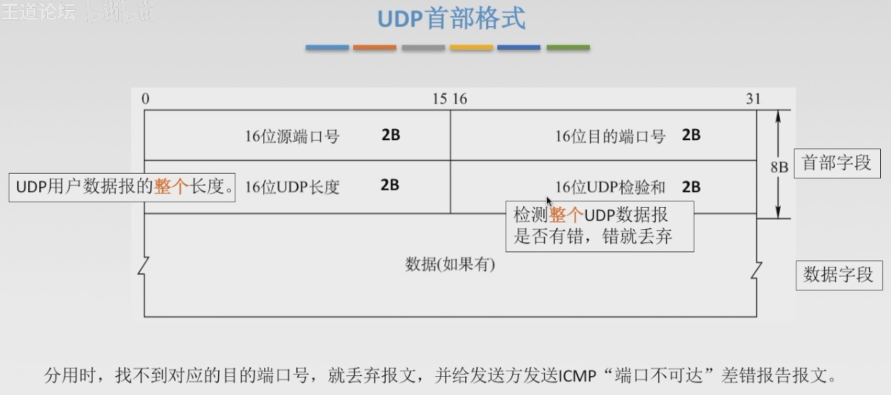 王道论坛
UDP首部格式
0 15 16 31
16位源端口号 2B 16位目的端口号 2B
8B 首部字段
UDP用户数据报的整个长度。 16位UDP长度 2B 16位UDP检验和 2B
检测整个UDP数据报
是否有错，错就丢弃
数据(如果有)
数据字段
分用时，找不到对应的目的端口号，就丢弃报文，并给发送方发送ICMP“端口不可达”差错报告报文。